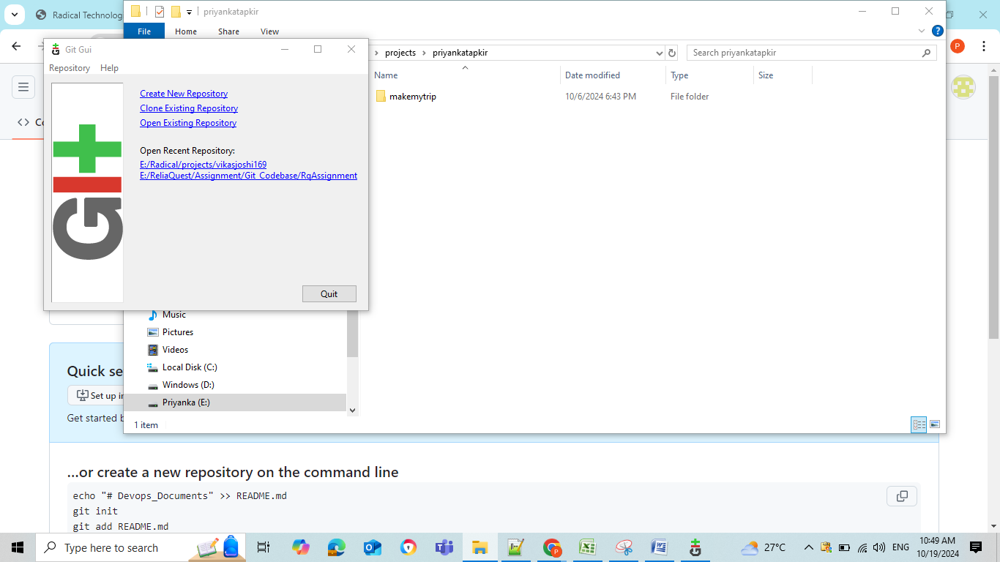 Radical Technolog
priyankatapkir
File Home Share View
Git Gui
projects priyankatapkir
Search priyankatapkir
P
Repository Help
Name Date modified Type Size
Create New Repository
makemytrip 10/6/2024 6:43 PM File folder
Clone Existing Repository
Open Existing Repository
Co
Open Recent Repository:
E:/Radical/projects/vikasjoshi169
E:/ReliaQuest/Assignment/Git_Codebase/RqAssignment
Git
Quit
Music
Pictures
Videos
Local Disk (C:)
Windows (D:)
Priyanka (E:)
1 item
Quick se
Set up in
Get started b
...or create a new repository on the command line
echo "# Devops_Documents" >> README.md
git init
git add README.md
Type here to search
27°C
ENG
10:49 AM
10/19/2024